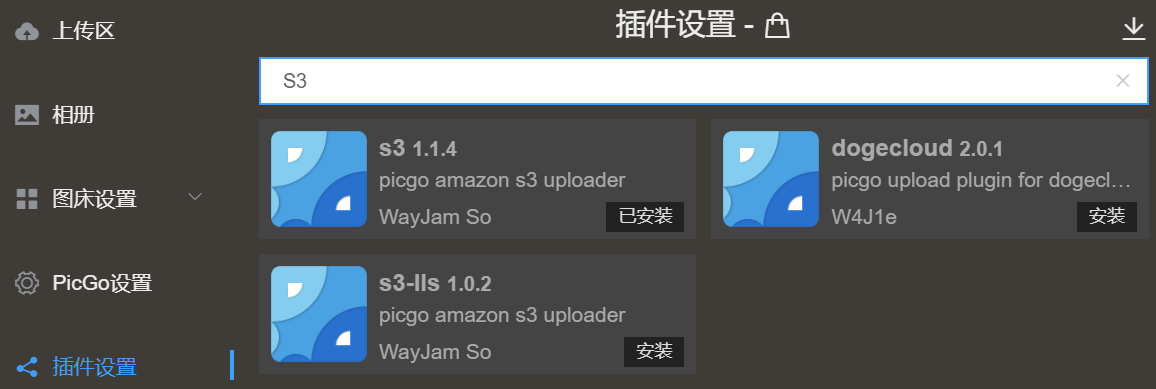 上传区
相册
图床设置
PicGo设置
插件设置
插件设置 -
S3
s3 1.1.4
picgo amazon s3 uploader
WayJam So
已安装
dogecloud 2.0.1
picgo upload plugin for dogecl…
W4J1e
安装
s3-lls 1.0.2
picgo amazon s3 uploader
WayJam So
安装